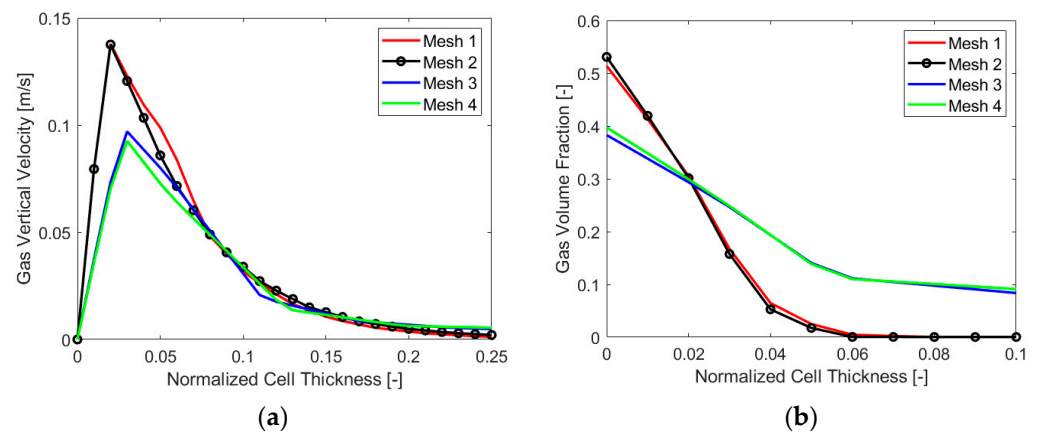 0.15
0.1
0.05
0
Gas Vertical Velocity [m/s]
Mesh 1
Mesh 2
Mesh 3
Mesh 4
0 0.05 0.1 0.15 0.2 0.25
Normalized Cell Thickness [-]
(a)
0.6
0.5
0.4
0.3
0.2
0.1
0
Gas Volume Fraction [-]
Mesh 1
Mesh 2
Mesh 3
Mesh 4
0 0.02 0.04 0.06 0.08 0.1
Normalized Cell Thickness [-]
(b)